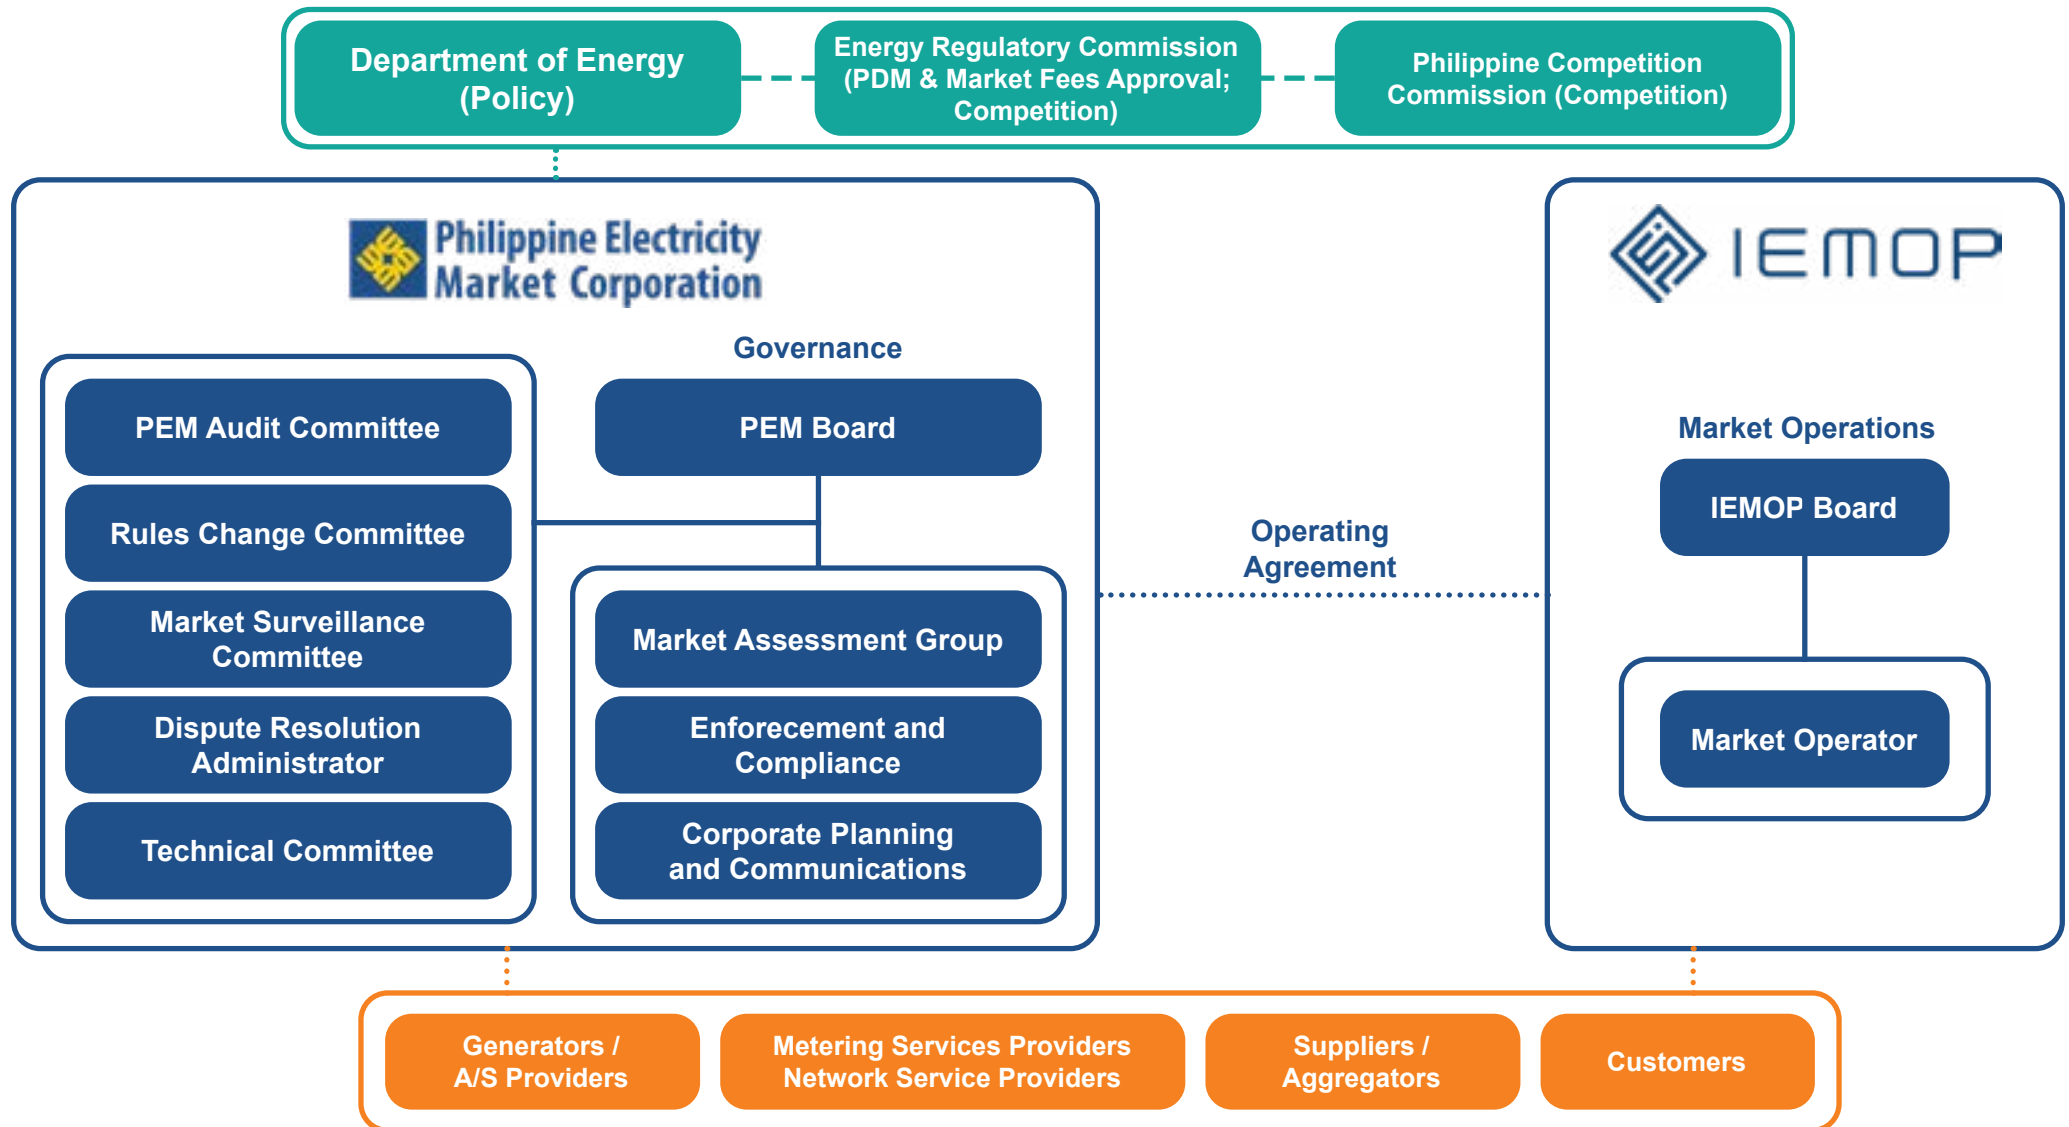 Department of Energy
(Policy)
Energy Regulatory Commission
(PDM & Market Fees Approval;
Competition)
Philippine Competition
Commission (Competition)
Philippine Electricity
Market Corporation
IEMOP
Governance
PEM Audit Committee
Rules Change Committee
Market Surveillance
Committee
Dispute Resolution
Administrator
Technical Committee
PEM Board
Market Assessment Group
Enforecement and
Compliance
Corporate Planning
and Communications
Operating
Agreement
Market Operations
IEMOP Board
Market Operator
Generators /
A/S Providers
Metering Services Providers
Network Service Providers
Suppliers /
Aggregators
Customers